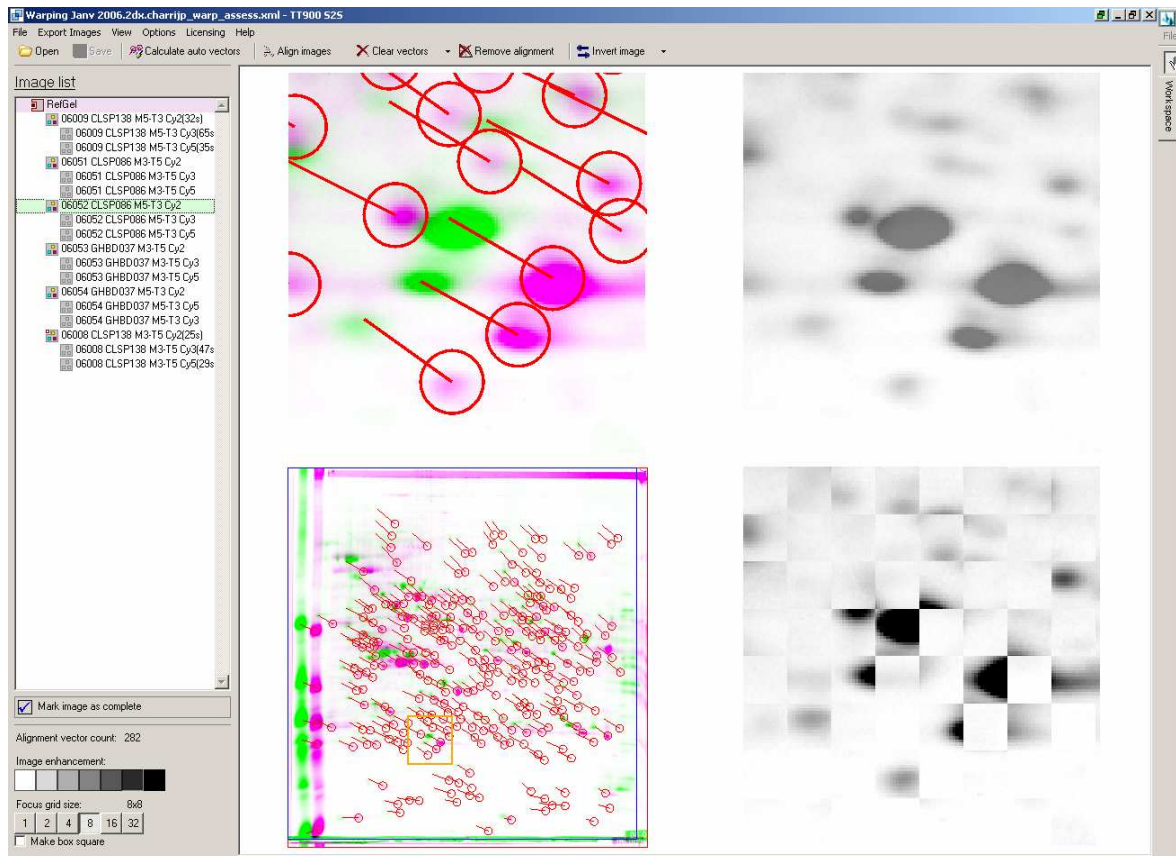 Warping Janv 2006.2dx.charrijp_warp_assess.xml - TT900 S2S
File Export Images View Options Licensing Help
Open Save Calculate auto vectors Align images Clear vectors Remove alignment Invert image
File
Workspace
Image list
RefGel
06009 CLSP138 M5-T3 Cy2(32s)
06009 CLSP138 M5-T3 Cy3(65s
06009 CLSP138 M5-T3 Cy5(35s
06051 CLSP086 M3-T5 Cy2
06051 CLSP086 M3-T5 Cy3
06051 CLSP086 M3-T5 Cy5
06052 CLSP086 M5-T3 Cy2
06052 CLSP086 M5-T3 Cy3
06052 CLSP086 M5-T3 Cy5
06053 GHBD037 M3-T5 Cy2
06053 GHBD037 M3-T5 Cy3
06053 GHBD037 M3-T5 Cy5
06054 GHBD037 M5-T3 Cy2
06054 GHBD037 M5-T3 Cy5
06054 GHBD037 M5-T3 Cy3
06008 CLSP138 M3-T5 Cy2(25s)
06008 CLSP138 M3-T5 Cy3(47s
06008 CLSP138 M3-T5 Cy5(29s
Mark image as complete
Alignment vector count: 282
Image enhancement:
Focus grid size: 8x8
1 2 4 8 16 32
Make box square